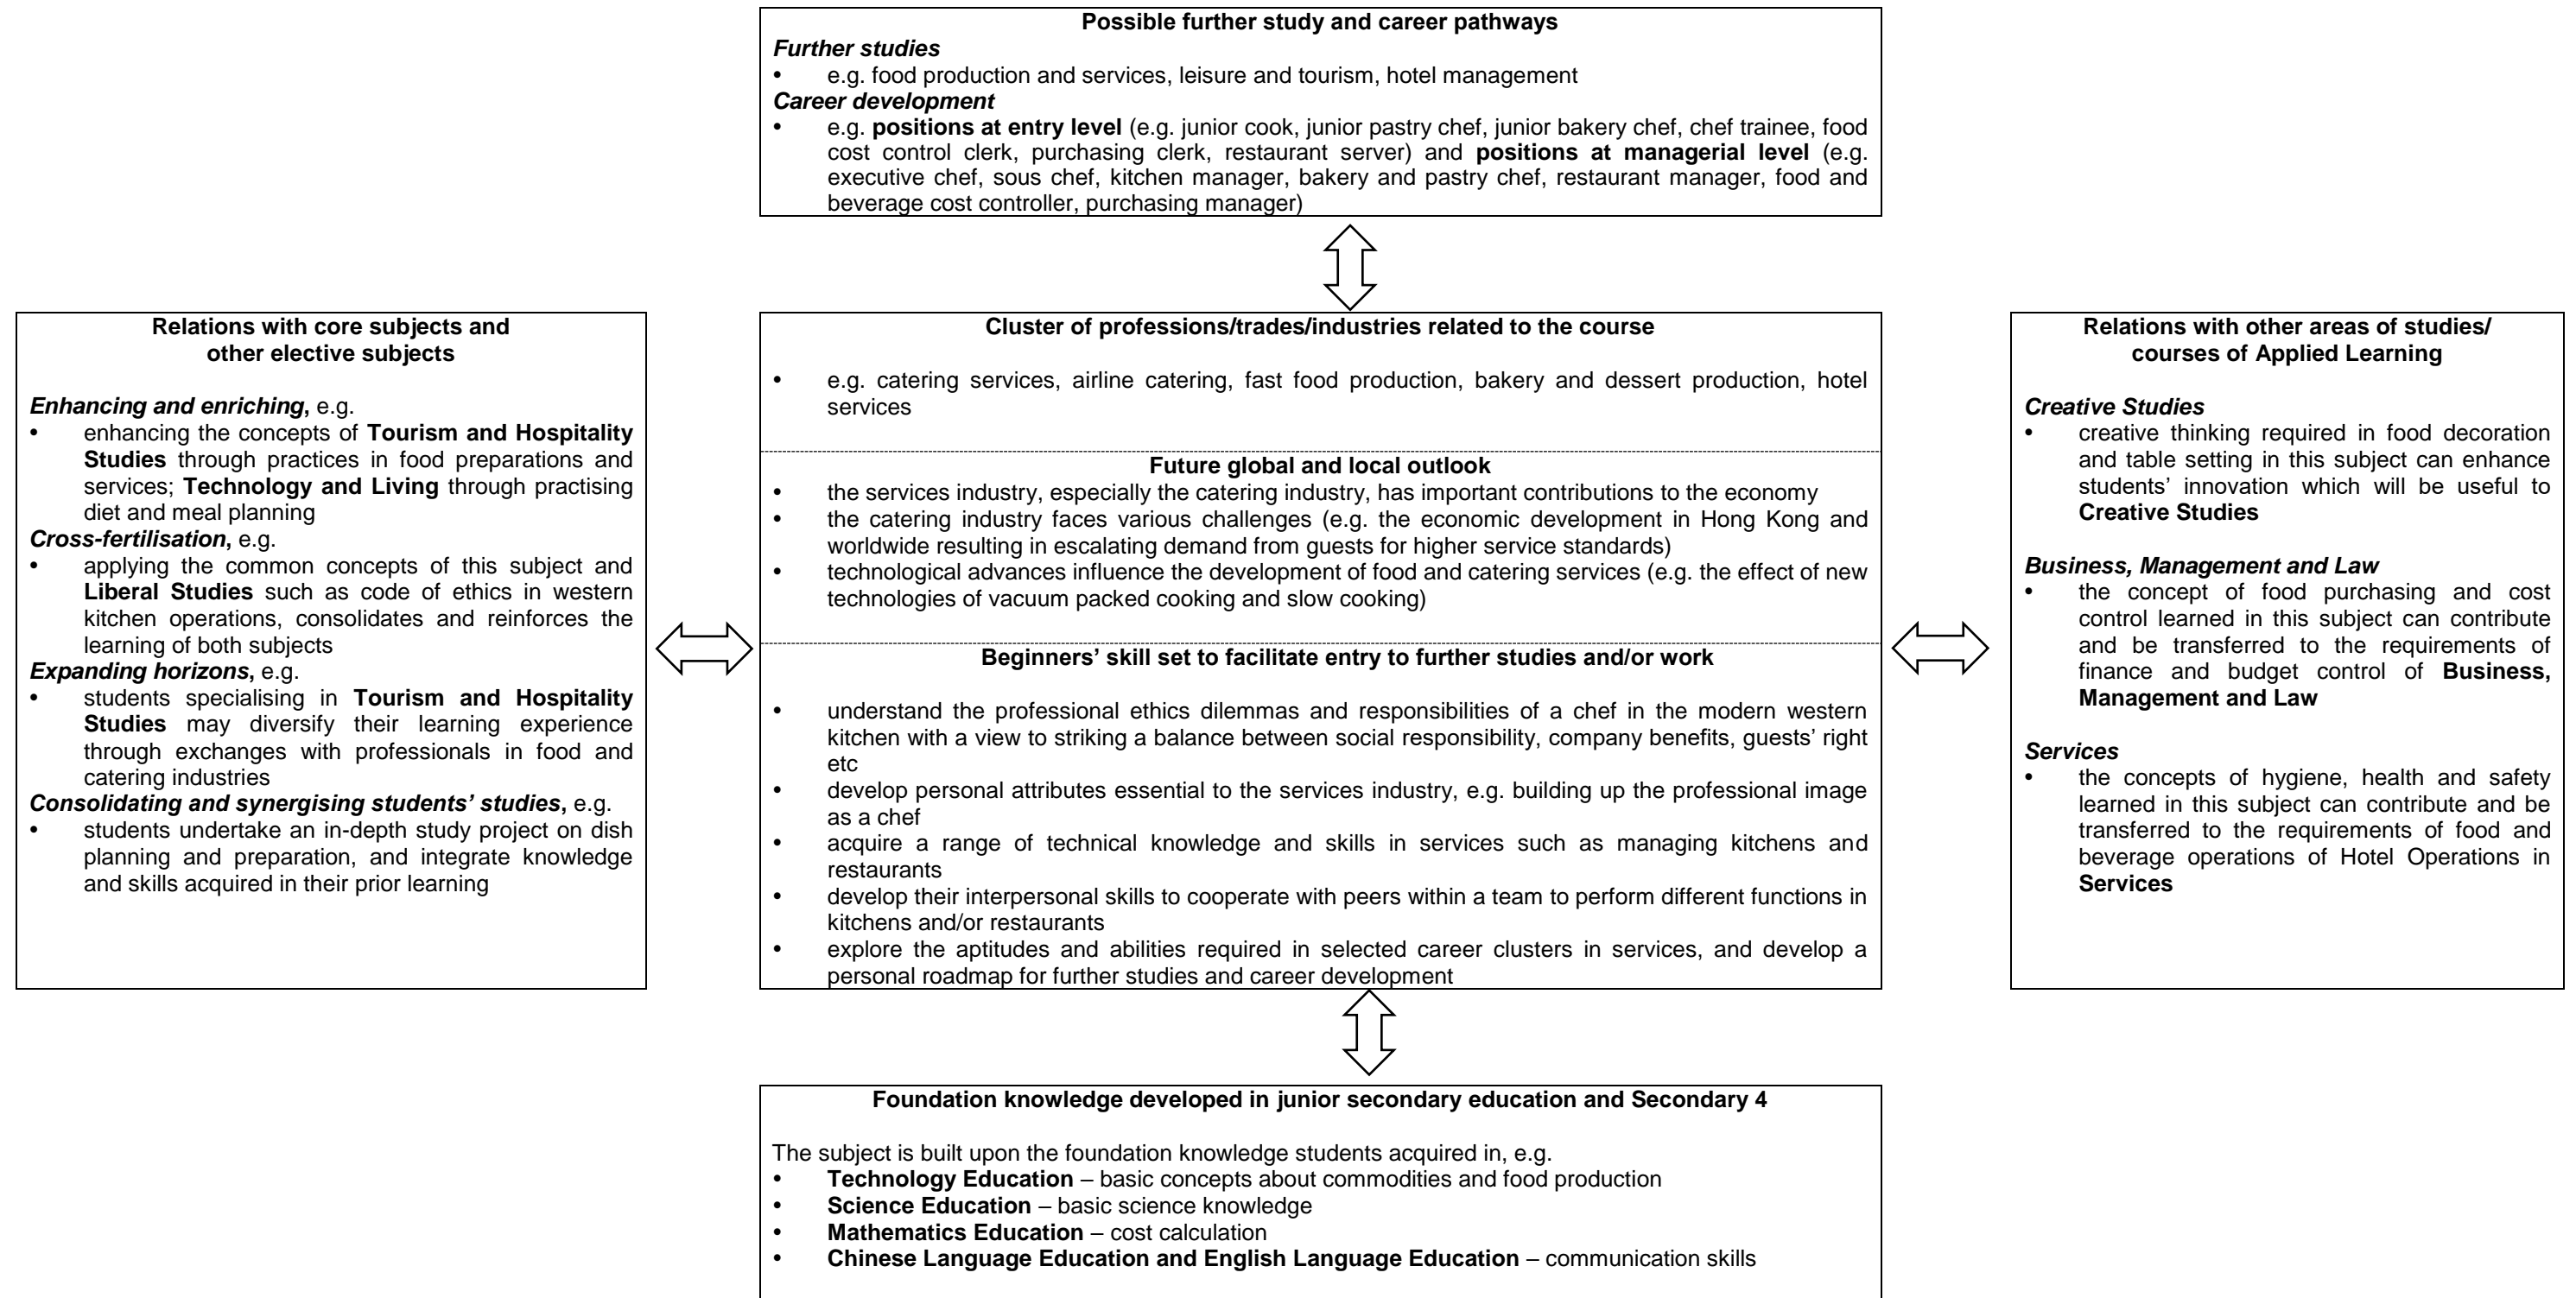 Possible further study and career pathways
Further studies
• e.g. food production and services, leisure and tourism, hotel management
Career development
• e.g. positions at entry level (e.g. junior cook, junior pastry chef, junior bakery chef, chef trainee, food
cost control clerk, purchasing clerk, restaurant server) and positions at managerial level (e.g.
executive chef, sous chef, kitchen manager, bakery and pastry chef, restaurant manager, food and
beverage cost controller, purchasing manager)
Relations with core subjects and
other elective subjects
Enhancing and enriching, e.g.
• enhancing the concepts of Tourism and Hospitality
Studies through practices in food preparations and
services; Technology and Living through practising
diet and meal planning
Cross-fertilisation, e.g.
• applying the common concepts of this subject and
Liberal Studies such as code of ethics in western
kitchen operations, consolidates and reinforces the
learning of both subjects
Expanding horizons, e.g.
• students specialising in Tourism and Hospitality
Studies may diversify their learning experience
through exchanges with professionals in food and
catering industries
Consolidating and synergising students’ studies, e.g.
• students undertake an in-depth study project on dish
planning and preparation, and integrate knowledge
and skills acquired in their prior learning
Cluster of professions/trades/industries related to the course
• e.g. catering services, airline catering, fast food production, bakery and dessert production, hotel
services
Future global and local outlook
• the services industry, especially the catering industry, has important contributions to the economy
• the catering industry faces various challenges (e.g. the economic development in Hong Kong and
worldwide resulting in escalating demand from guests for higher service standards)
• technological advances influence the development of food and catering services (e.g. the effect of new
technologies of vacuum packed cooking and slow cooking)
Beginners’ skill set to facilitate entry to further studies and/or work
• understand the professional ethics dilemmas and responsibilities of a chef in the modern western
kitchen with a view to striking a balance between social responsibility, company benefits, guests’ right
etc
• develop personal attributes essential to the services industry, e.g. building up the professional image
as a chef
• acquire a range of technical knowledge and skills in services such as managing kitchens and
restaurants
• develop their interpersonal skills to cooperate with peers within a team to perform different functions in
kitchens and/or restaurants
• explore the aptitudes and abilities required in selected career clusters in services, and develop a
personal roadmap for further studies and career development
Relations with other areas of studies/
courses of Applied Learning
Creative Studies
• creative thinking required in food decoration
and table setting in this subject can enhance
students’ innovation which will be useful to
Creative Studies
Business, Management and Law
• the concept of food purchasing and cost
control learned in this subject can contribute
and be transferred to the requirements of
finance and budget control of Business,
Management and Law
Services
• the concepts of hygiene, health and safety
learned in this subject can contribute and be
transferred to the requirements of food and
beverage operations of Hotel Operations in
Services
Foundation knowledge developed in junior secondary education and Secondary 4
The subject is built upon the foundation knowledge students acquired in, e.g.
• Technology Education – basic concepts about commodities and food production
• Science Education – basic science knowledge
• Mathematics Education – cost calculation
• Chinese Language Education and English Language Education – communication skills